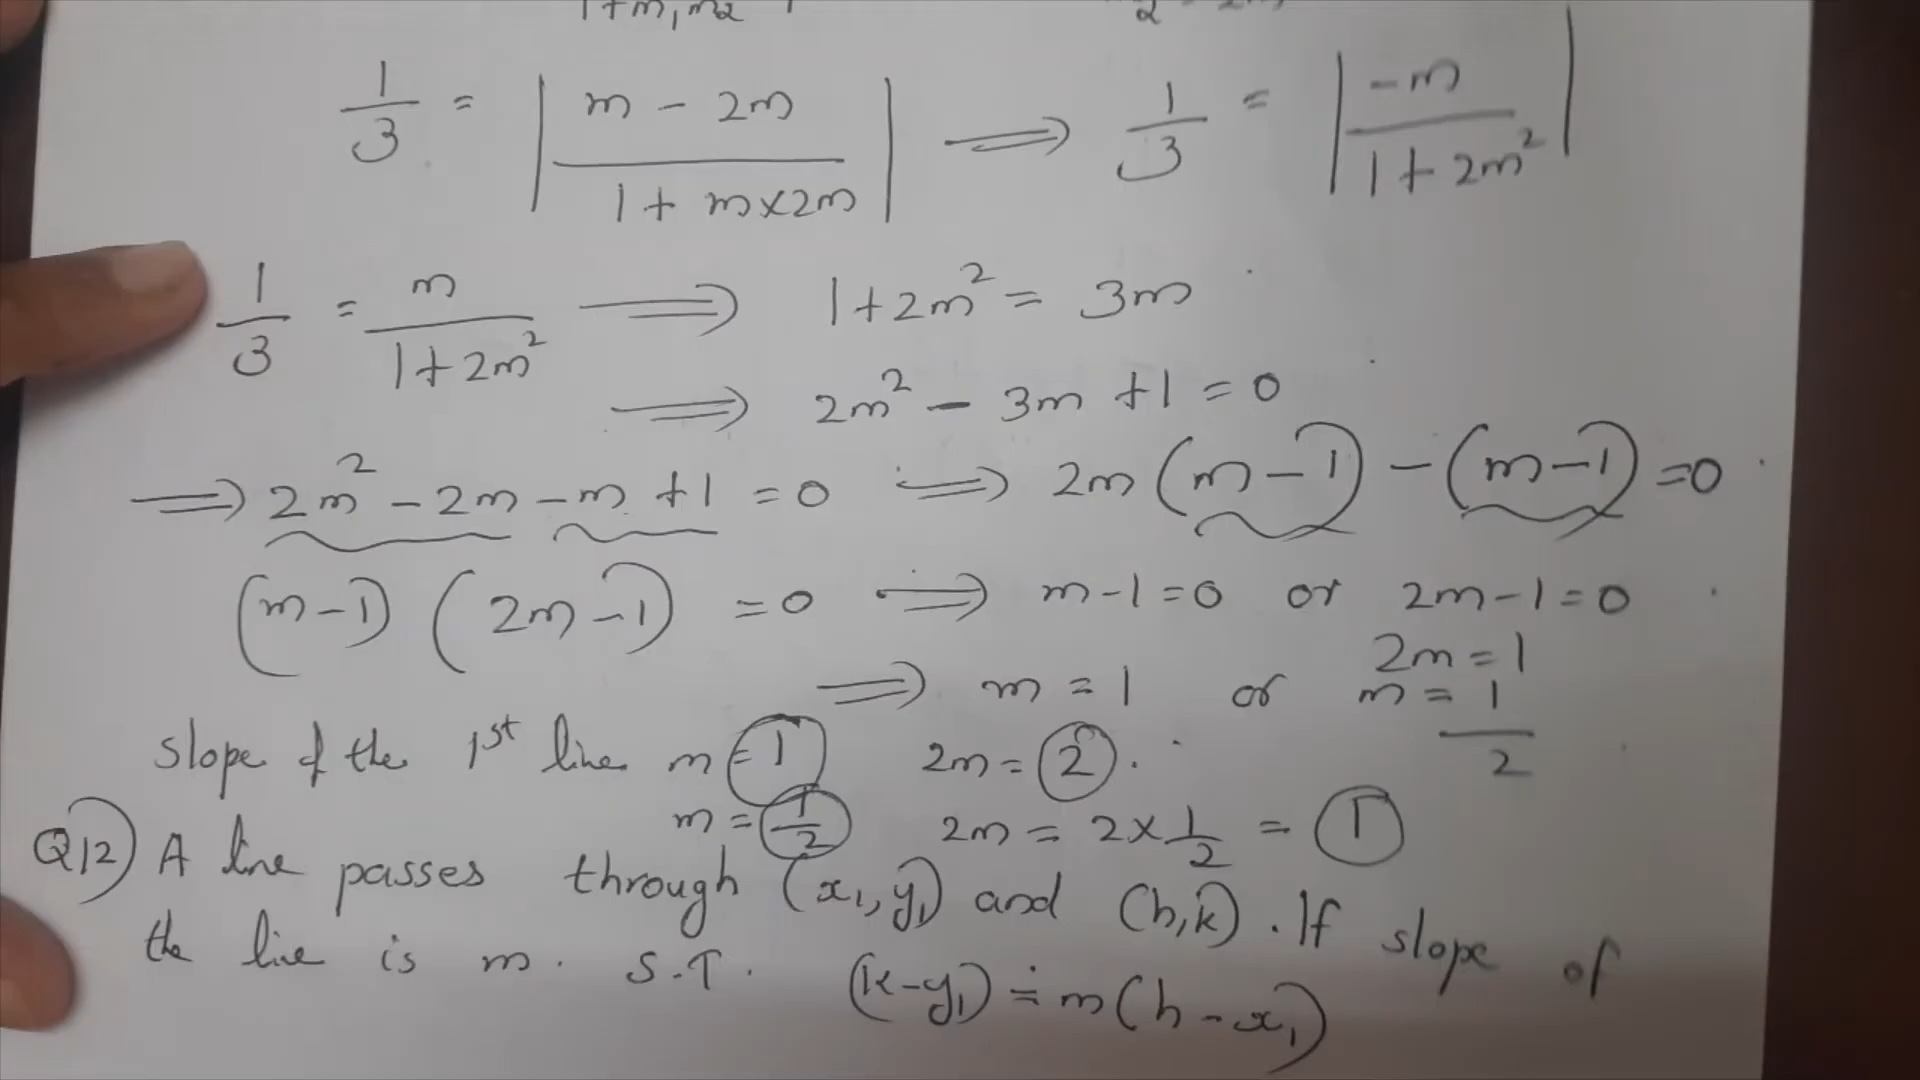 1+m₁m₂
1/3 = | (m - 2m)/(1 + m×2m) | ⟹ 1/3 = | -m/(1 + 2m²) |
1/3 = m/(1+2m²) ⟹ 1+2m² = 3m
⟹ 2m² - 3m +1 = 0
⟹ 2m² - 2m - m +1 = 0 ⟹ 2m (m-1) - (m-1) = 0
(m-1) (2m-1) = 0 ⟹ m-1 = 0 or 2m-1 = 0
2m = 1
⟹ m = 1 or m = 1/2
slope of the 1st line m = 1 2m = 2.
m = 1/2 2m = 2 × 1/2 = 1
Q12) A line passes through (x₁, y₁) and (h,k). If slope of
the line is m. S.T. (k-y₁) = m(h-x₁)